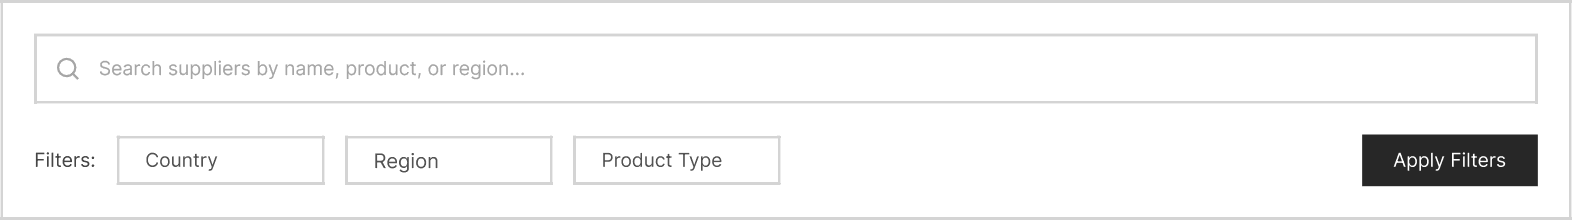 Search suppliers by name, product, or region...
Filters: Country Region Product Type Apply Filters